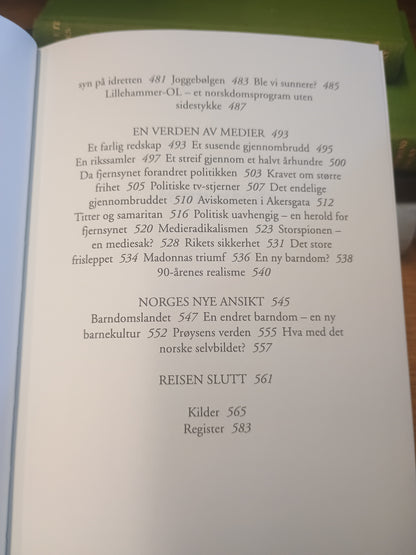 syn på idretten 481 Joggebølgen 483 Ble vi sunnere? 485
Lillehammer-OL – et norskdomsprogram uten
sidestykke 487
EN VERDEN AV MEDIER 493
Et farlig redskap 493 Et susende gjennombrudd 495
En rikssamler 497 Et streif gjennom et halvt århundre 500
Da fjernsynet forandret politikken 503 Kravet om større
frihet 505 Politiske tv-stjerner 507 Det endelige
gjennombruddet 510 Aviskometen i Akersgata 512
Titter og samaritan 516 Politisk uavhengig – en herold for
fjernsynet 520 Medieradikalismen 523 Storspionen –
en mediesak? 528 Rikets sikkerhet 531 Det store
frisleppet 534 Madonnas triumf 536 En ny barndom? 538
90-årenes realisme 540
NORGES NYE ANSIKT 545
Barndomslandet 547 En endret barndom – en ny
barnekultur 552 Prøysens verden 555 Hva med det
norske selvbildet? 557
REISEN SLUTT 561
Kilder 565
Register 583